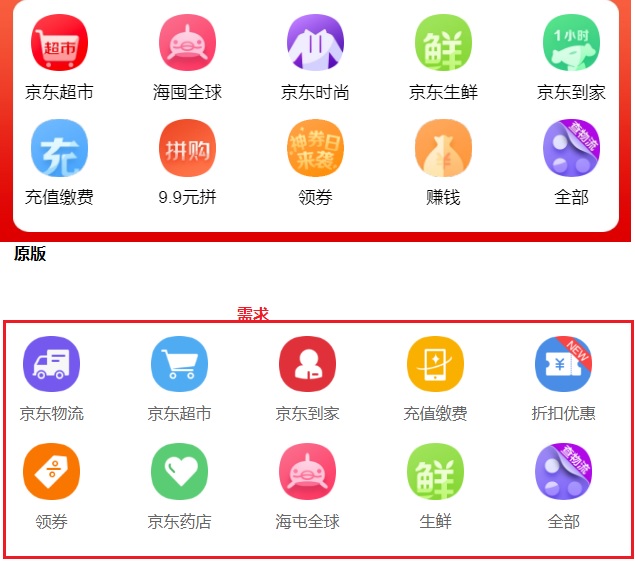 超市
1小时
京东超市 海囤全球 京东时尚 京东生鲜 京东到家
鲜
充
拼购
神券日
来袭
¥
查物流
充值缴费 9.9元拼 领券 赚钱 全部
原版
需求
NEW
¥
京东物流 京东超市 京东到家 充值缴费 折扣优惠
鲜
查物流
领券 京东药店 海屯全球 生鲜 全部